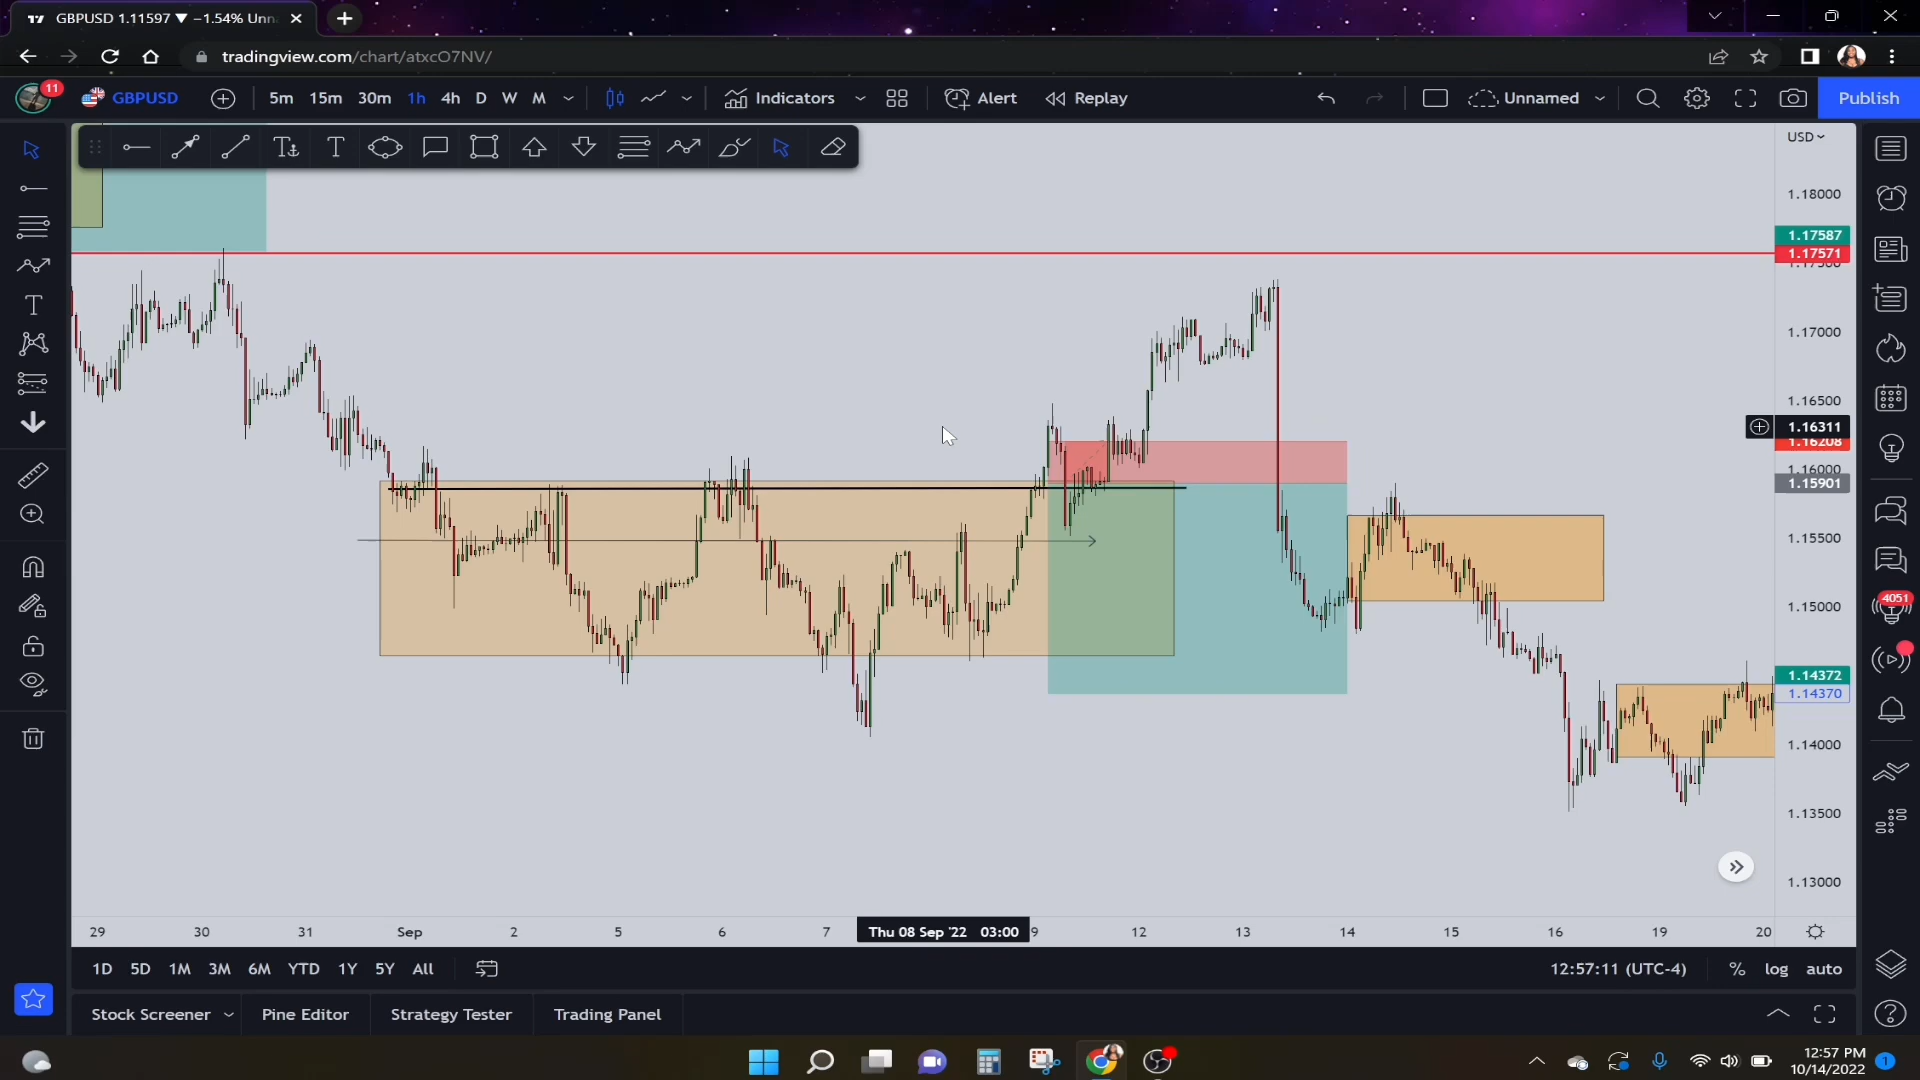 GBPUSD 1.11597 ▼ −1.54% Unn
tradingview.com/chart/atxcO7NV/
11
GBPUSD
5m 15m 30m 1h 4h D W M
Indicators
Alert
Replay
Unnamed
Publish
USD
1.18000
1.17587
1.17571
1.17000
1.16500
1.16311
1.16208
1.16000
1.15901
1.15500
1.15000
1.14372
1.14370
1.14000
1.13500
1.13000
4051
29 30 31 Sep 2 5 6 7 Thu 08 Sep '22 03:00 9 12 13 14 15 16 19 20
1D 5D 1M 3M 6M YTD 1Y 5Y All
12:57:11 (UTC-4) % log auto
Stock Screener Pine Editor Strategy Tester Trading Panel
12:57 PM
10/14/2022
1